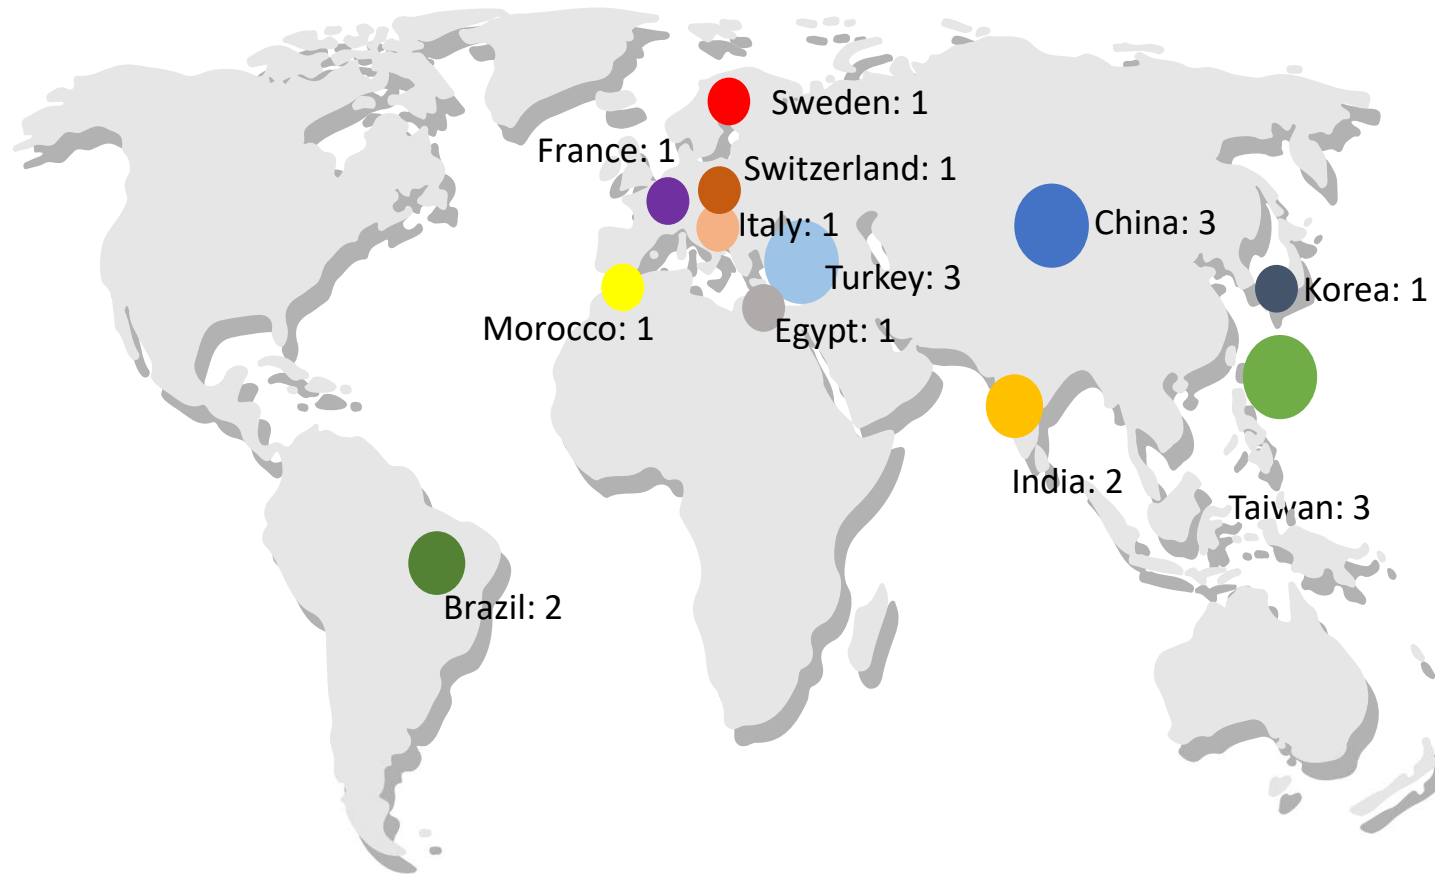 Sweden: 1
France: 1
Switzerland: 1
Italy: 1
China: 3
Turkey: 3
Korea: 1
Morocco: 1
Egypt: 1
India: 2
Taiwan: 3
Brazil: 2